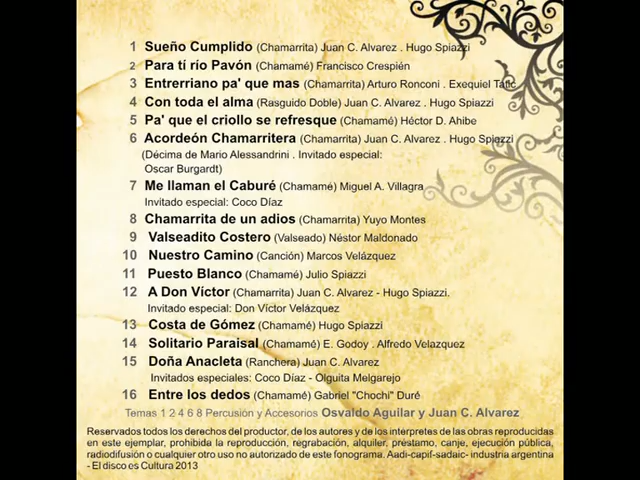 1 Sueño Cumplido (Chamarrita) Juan C. Alvarez . Hugo Spiazzi
2 Para tí río Pavón (Chamamé) Francisco Crespién
3 Entrerriano pa' que mas (Chamarrita) Arturo Ronconi . Exequiel Tatic
4 Con toda el alma (Rasguido Doble) Juan C. Alvarez . Hugo Spiazzi
5 Pa' que el criollo se refresque (Chamamé) Héctor D. Ahibe
6 Acordeón Chamarritera (Chamarrita) Juan C. Alvarez . Hugo Spiazzi
(Décima de Mario Alessandrini . Invitado especial:
Oscar Burgardt)
7 Me llaman el Caburé (Chamamé) Miguel A. Villagra
Invitado especial: Coco Díaz
8 Chamarrita de un adios (Chamarrita) Yuyo Montes
9 Valseadito Costero (Valseado) Néstor Maldonado
10 Nuestro Camino (Canción) Marcos Velázquez
11 Puesto Blanco (Chamamé) Julio Spiazzi
12 A Don Víctor (Chamarrita) Juan C. Alvarez - Hugo Spiazzi.
Invitado especial: Don Víctor Velázquez
13 Costa de Gómez (Chamamé) Hugo Spiazzi
14 Solitario Paraisal (Chamamé) E. Godoy . Alfredo Velazquez
15 Doña Anacleta (Ranchera) Juan C. Alvarez
Invitados especiales: Coco Díaz - Olguita Melgarejo
16 Entre los dedos (Chamamé) Gabriel "Chochi" Duré
Temas 1 2 4 6 8 Percusión y Accesorios Osvaldo Aguilar y Juan C. Alvarez
Reservados todos los derechos del productor, de los autores y de los interpretes de las obras reproducidas
en este ejemplar, prohibida la reproducción, regrabación, alquiler, préstamo, canje, ejecución pública,
radiodifusión o cualquier otro uso no autorizado de este fonograma. Aadi-capif-sadaic- industria argentina
- El disco es Cultura 2013